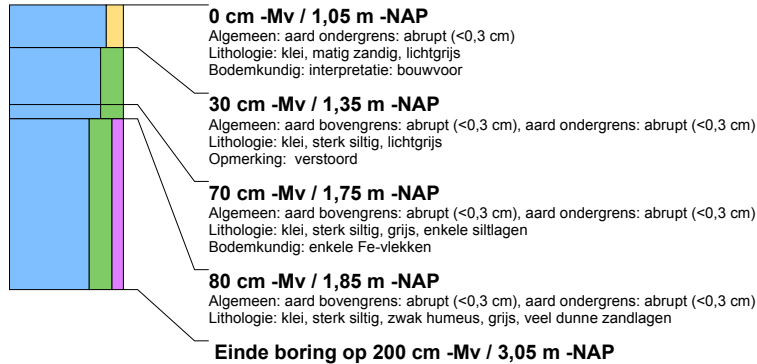 0 cm -Mv / 1,05 m -NAP
Algemeen: aard ondergrens: abrupt (<0,3 cm)
Lithologie: klei, matig zandig, lichtgrijs
Bodemkundig: interpretatie: bouwvoor
30 cm -Mv / 1,35 m -NAP
Algemeen: aard bovengrens: abrupt (<0,3 cm), aard ondergrens: abrupt (<0,3 cm)
Lithologie: klei, sterk siltig, lichtgrijs
Opmerking: verstoord
70 cm -Mv / 1,75 m -NAP
Algemeen: aard bovengrens: abrupt (<0,3 cm), aard ondergrens: abrupt (<0,3 cm)
Lithologie: klei, sterk siltig, grijs, enkele siltlagen
Bodemkundig: enkele Fe-vlekken
80 cm -Mv / 1,85 m -NAP
Algemeen: aard bovengrens: abrupt (<0,3 cm), aard ondergrens: abrupt (<0,3 cm)
Lithologie: klei, sterk siltig, zwak humeus, grijs, veel dunne zandlagen
Einde boring op 200 cm -Mv / 3,05 m -NAP